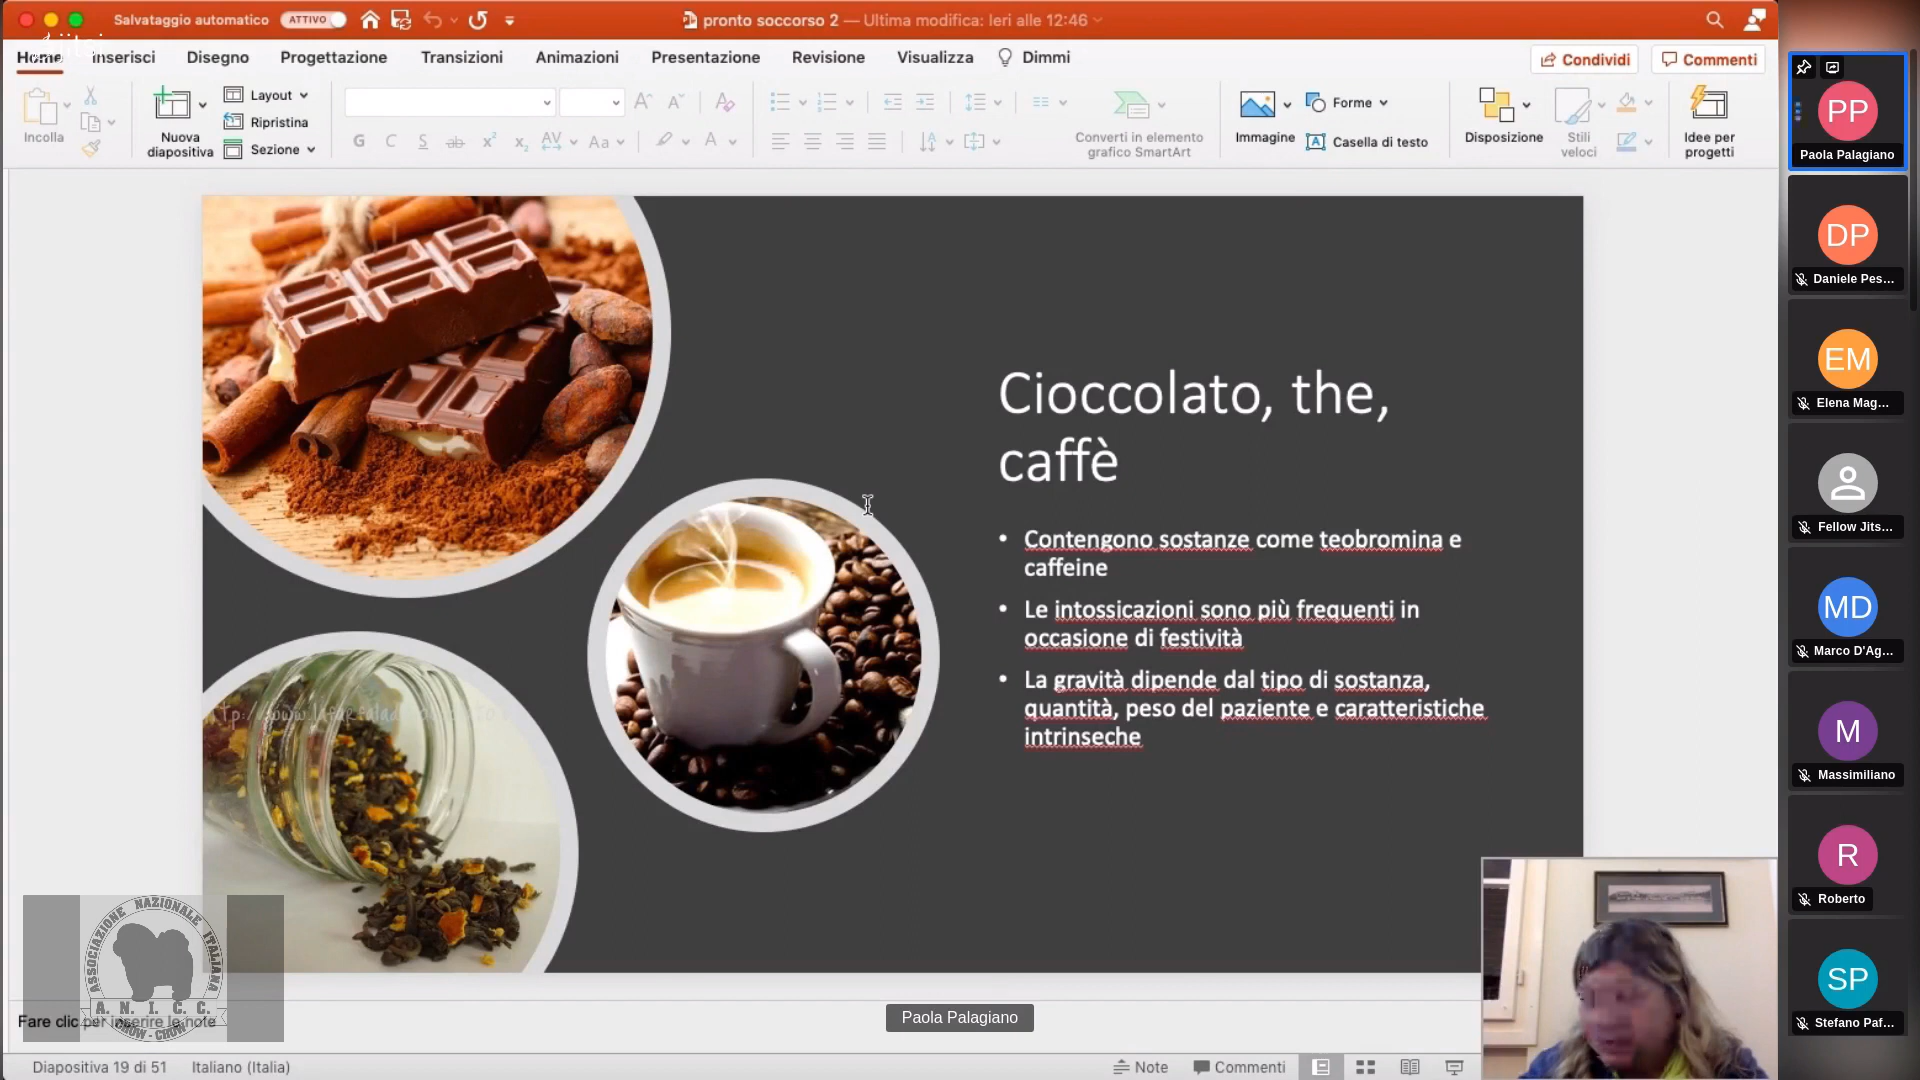 Salvataggio automatico ATTIVO
pronto soccorso 2 — Ultima modifica: Ieri alle 12:46
Home Inserisci Disegno Progettazione Transizioni Animazioni Presentazione Revisione Visualizza Dimmi
Condividi Commenti
Incolla
Nuova diapositiva
Layout
Ripristina
Sezione
Converti in elemento grafico SmartArt
Immagine
Forme
Casella di testo
Disposizione
Stili veloci
Idee per progetti
Cioccolato, the,
caffè
• Contengono sostanze come teobromina e
caffeine
• Le intossicazioni sono più frequenti in
occasione di festività
• La gravità dipende dal tipo di sostanza,
quantità, peso del paziente e caratteristiche
intrinseche
ASSOCIAZIONE NAZIONALE ITALIANA
A. N. I. C. C.
CHOW - CHOW
Fare clic per inserire le note
Paola Palagiano
Diapositiva 19 di 51 Italiano (Italia)
Note Commenti
PP
Paola Palagiano
DP
Daniele Pes...
EM
Elena Mag...
Fellow Jits...
MD
Marco D'Ag...
M
Massimiliano
R
Roberto
SP
Stefano Paf...